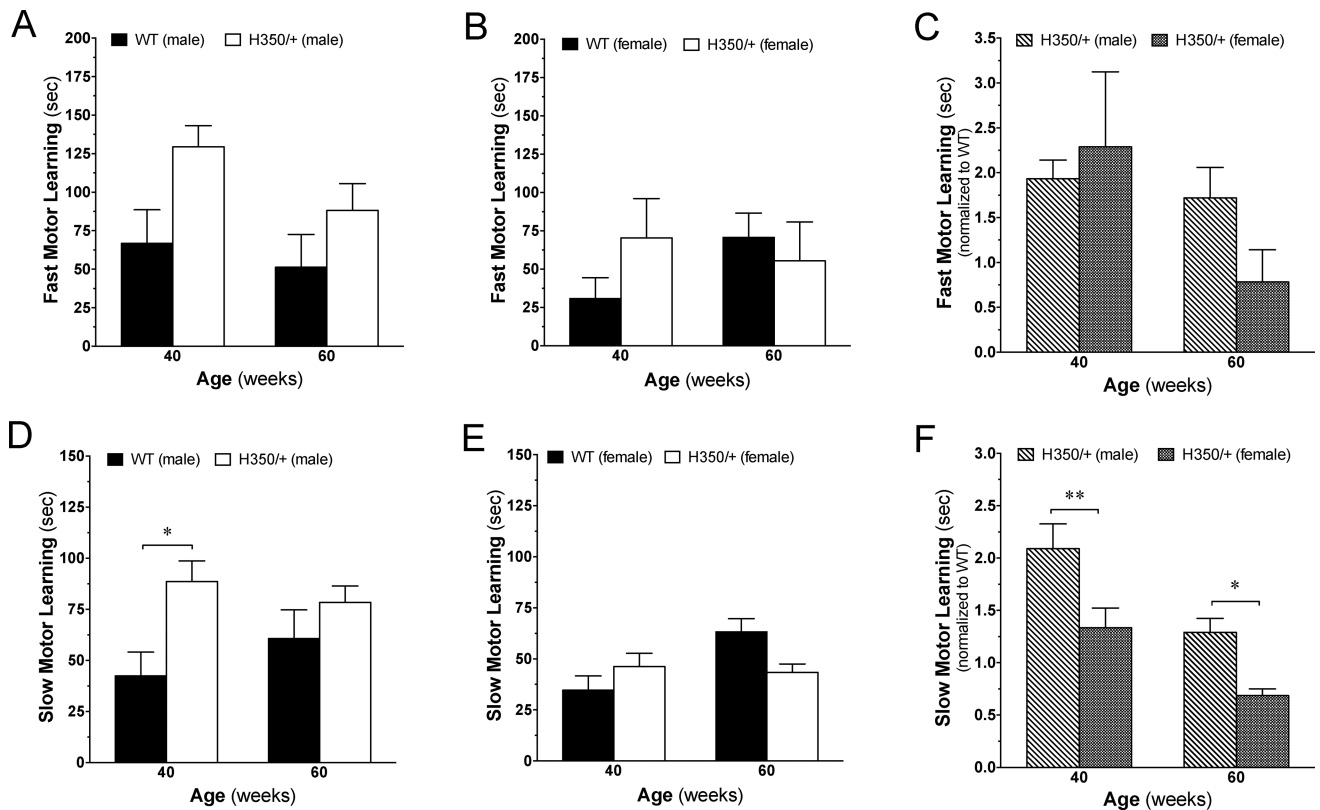 A
WT (male) H350/+ (male)
Fast Motor Learning (sec)
200
175
150
125
100
75
50
25
0
40 60
Age (weeks)
B
WT (female) H350/+ (female)
Fast Motor Learning (sec)
200
175
150
125
100
75
50
25
0
40 60
Age (weeks)
C
H350/+ (male) H350/+ (female)
Fast Motor Learning (sec)
(normalized to WT)
3.5
3.0
2.5
2.0
1.5
1.0
0.5
0.0
40 60
Age (weeks)
D
WT (male) H350/+ (male)
Slow Motor Learning (sec)
150
125
100
75
50
25
0
*
40 60
Age (weeks)
E
WT (female) H350/+ (female)
Slow Motor Learning (sec)
150
125
100
75
50
25
0
40 60
Age (weeks)
F
H350/+ (male) H350/+ (female)
Slow Motor Learning (sec)
(normalized to WT)
3.0
2.5
2.0
1.5
1.0
0.5
0.0
**
*
40 60
Age (weeks)